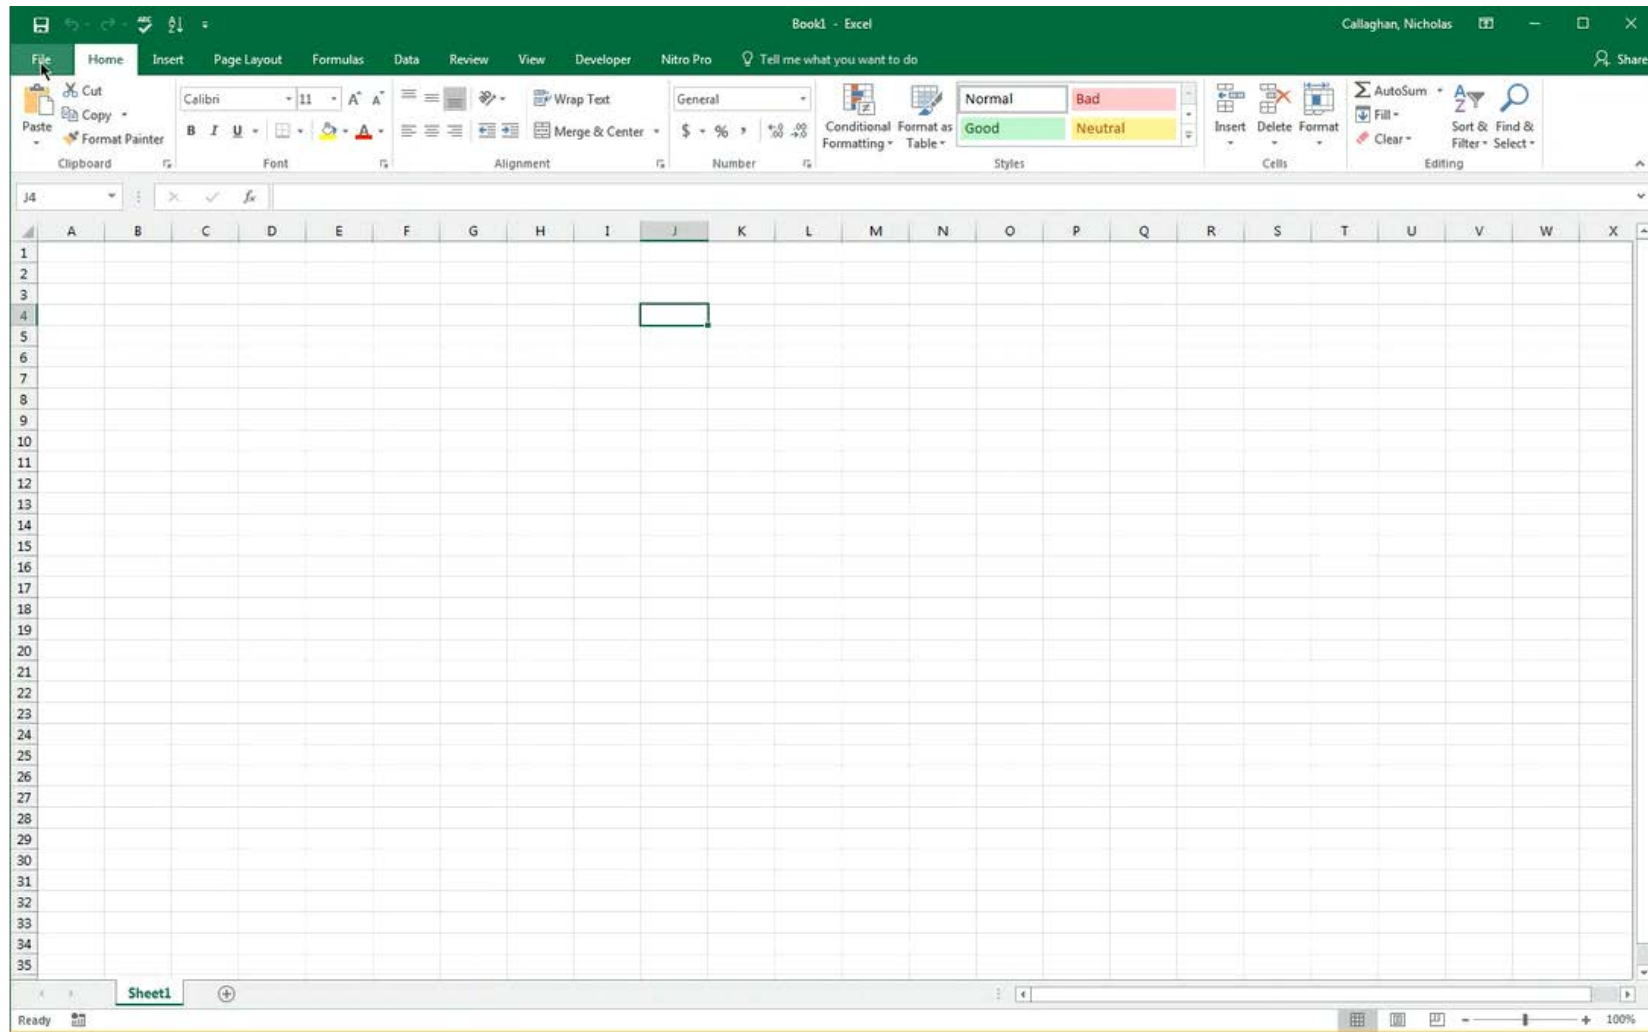 Book1 - Excel
Callaghan, Nicholas
File Home Insert Page Layout Formulas Data Review View Developer Nitro Pro Tell me what you want to do Share
Cut
Copy
Format Painter
Paste
Clipboard
Calibri 11
B I U
Font
Wrap Text
Merge & Center
Alignment
General
$ % ,
Number
Conditional Formatting
Format as Table
Normal Bad
Good Neutral
Styles
Insert Delete Format
Cells
AutoSum
Fill
Clear
Sort & Filter
Find & Select
Editing
J4 fx
A B C D E F G H I J K L M N O P Q R S T U V W X
1
2
3
4
5
6
7
8
9
10
11
12
13
14
15
16
17
18
19
20
21
22
23
24
25
26
27
28
29
30
31
32
33
34
35
Sheet1
Ready
100%